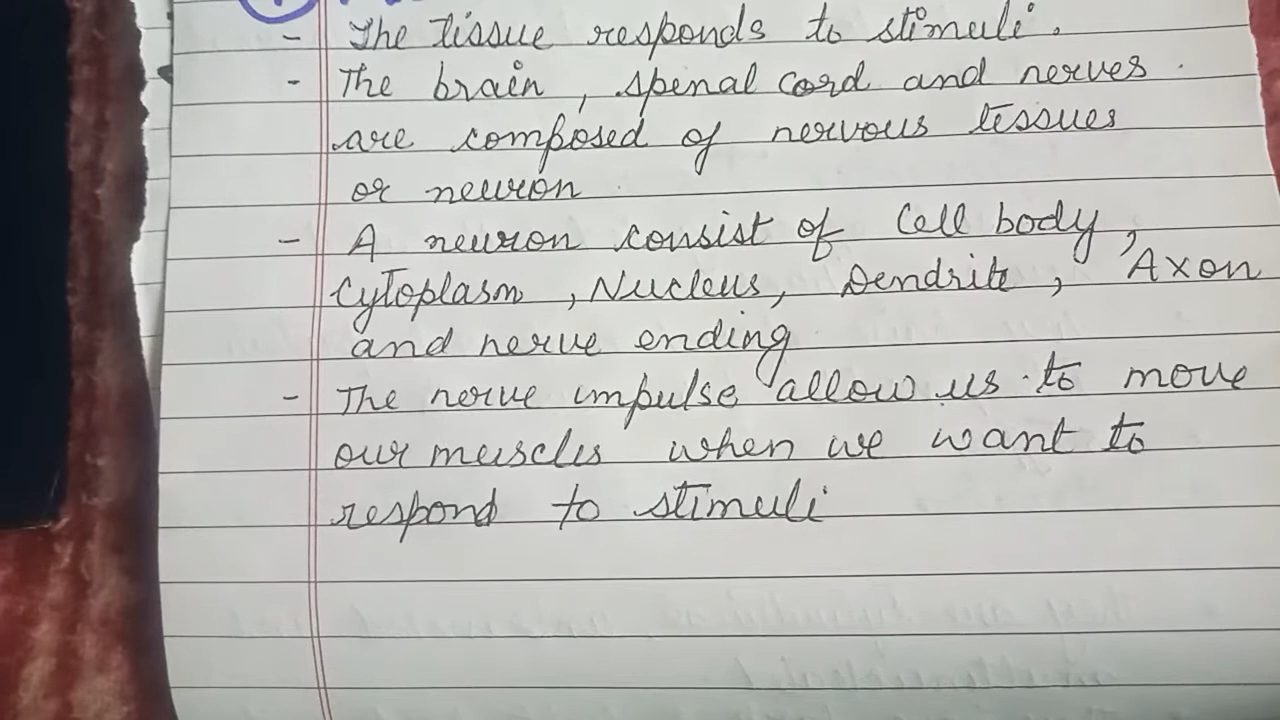 - The tissue responds to stimuli.
- The brain, spenal cord and nerves
are composed of nervous tissues
or neuron
- A neuron consist of Cell body,
Cytoplasm, Nucleus, Dendrite, Axon
and nerve ending
- The nerve impulse allow us to move
our muscles when we want to
respond to stimuli